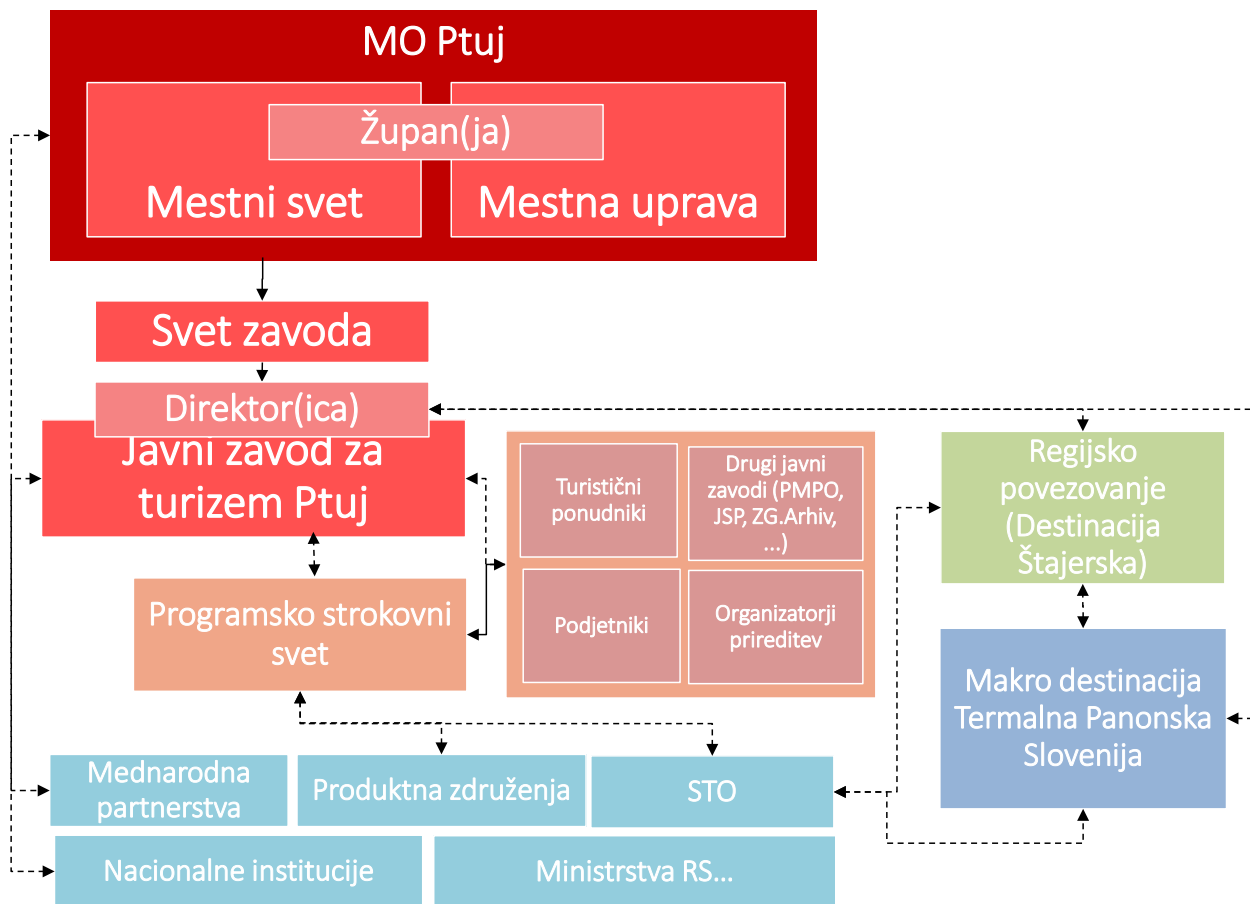 MO Ptuj
Župan(ja)
Mestni svet
Mestna uprava
Svet zavoda
Direktor(ica)
Javni zavod za
turizem Ptuj
Turistični
ponudniki
Drugi javni
zavodi (PMPO,
JSP, ZG.Arhiv,
...)
Podjetniki
Organizatorji
prireditev
Regijsko
povezovanje
(Destinacija
Štajerska)
Programsko strokovni
svet
Makro destinacija
Termalna Panonska
Slovenija
Mednarodna
partnerstva
Produktna združenja
STO
Nacionalne institucije
Ministrstva RS...